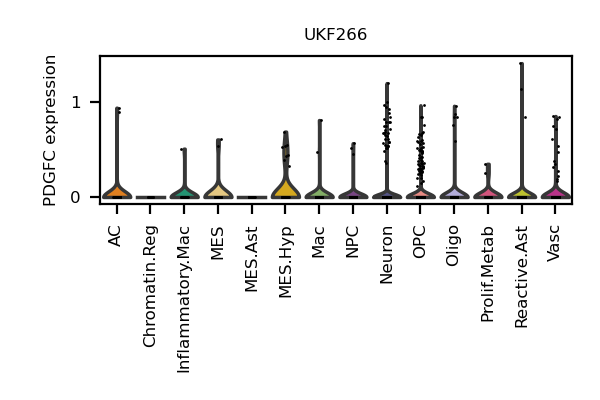 UKF266
PDGFC expression
1
0
AC
Chromatin.Reg
Inflammatory.Mac
MES
MES.Ast
MES.Hyp
Mac
NPC
Neuron
OPC
Oligo
Prolif.Metab
Reactive.Ast
Vasc